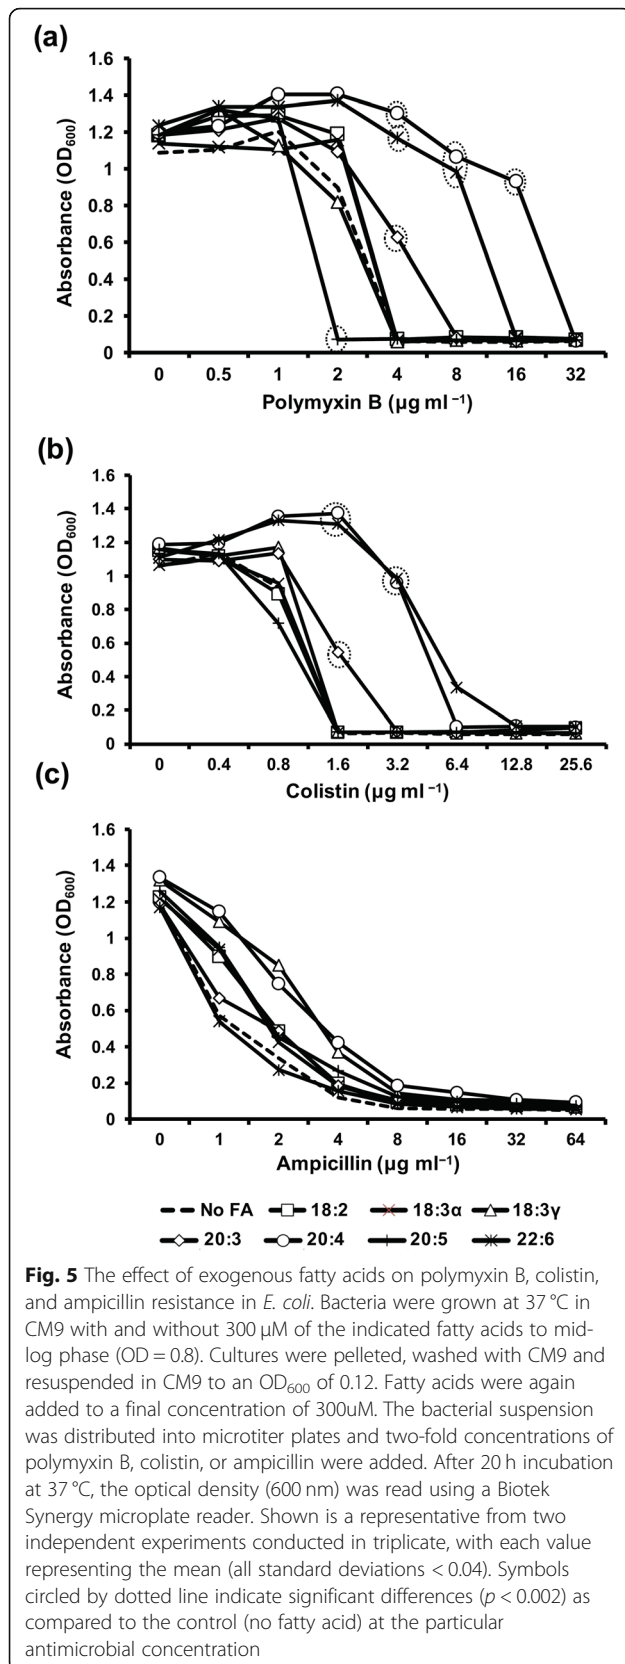 (a)
1.6
1.4
1.2
1
0.8
0.6
0.4
0.2
0
Absorbance (OD600)
0 0.5 1 2 4 8 16 32
Polymyxin B (µg ml −1)
(b)
1.6
1.4
1.2
1
0.8
0.6
0.4
0.2
0
Absorbance (OD600)
0 0.4 0.8 1.6 3.2 6.4 12.8 25.6
Colistin (µg ml −1)
(c)
1.6
1.4
1.2
1
0.8
0.6
0.4
0.2
0
Absorbance (OD600)
0 1 2 4 8 16 32 64
Ampicillin (µg ml−1)
No FA 18:2 18:3α 18:3γ
20:3 20:4 20:5 22:6
Fig. 5 The effect of exogenous fatty acids on polymyxin B, colistin,
and ampicillin resistance in E. coli. Bacteria were grown at 37 °C in
CM9 with and without 300 µM of the indicated fatty acids to mid-
log phase (OD = 0.8). Cultures were pelleted, washed with CM9 and
resuspended in CM9 to an OD600 of 0.12. Fatty acids were again
added to a final concentration of 300uM. The bacterial suspension
was distributed into microtiter plates and two-fold concentrations of
polymyxin B, colistin, or ampicillin were added. After 20 h incubation
at 37 °C, the optical density (600 nm) was read using a Biotek
Synergy microplate reader. Shown is a representative from two
independent experiments conducted in triplicate, with each value
representing the mean (all standard deviations < 0.04). Symbols
circled by dotted line indicate significant differences (p < 0.002) as
compared to the control (no fatty acid) at the particular
antimicrobial concentration